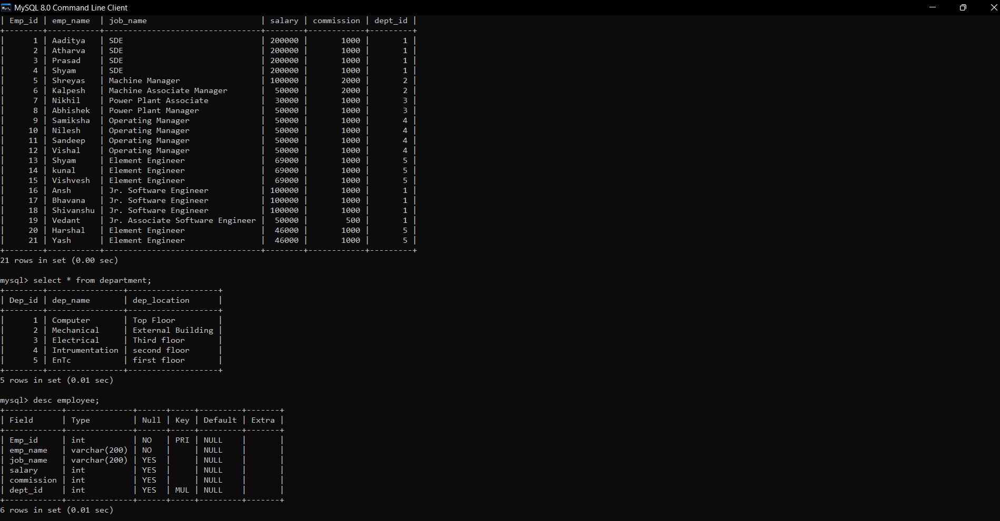 MySQL 8.0 Command Line Client
| Emp_id | emp_name  | job_name                        | salary | commission | dept_id |
+--------+-----------+---------------------------------+--------+------------+---------+
|      1 | Aaditya   | SDE                             | 200000 |       1000 |       1 |
|      2 | Atharva   | SDE                             | 200000 |       1000 |       1 |
|      3 | Prasad    | SDE                             | 200000 |       1000 |       1 |
|      4 | Shyam     | SDE                             | 200000 |       1000 |       1 |
|      5 | Shreyas   | Machine Manager                 | 100000 |       2000 |       2 |
|      6 | Kalpesh   | Machine Associate Manager       |  50000 |       2000 |       2 |
|      7 | Nikhil    | Power Plant Associate           |  30000 |       1000 |       3 |
|      8 | Abhishek  | Power Plant Manager             |  50000 |       1000 |       3 |
|      9 | Samiksha  | Operating Manager               |  50000 |       1000 |       4 |
|     10 | Nilesh    | Operating Manager               |  50000 |       1000 |       4 |
|     11 | Sandeep   | Operating Manager               |  50000 |       1000 |       4 |
|     12 | Vishal    | Operating Manager               |  50000 |       1000 |       4 |
|     13 | Shyam     | Element Engineer                |  69000 |       1000 |       5 |
|     14 | kunal     | Element Engineer                |  69000 |       1000 |       5 |
|     15 | Vishvesh  | Element Engineer                |  69000 |       1000 |       5 |
|     16 | Ansh      | Jr. Software Engineer           | 100000 |       1000 |       1 |
|     17 | Bhavana   | Jr. Software Engineer           | 100000 |       1000 |       1 |
|     18 | Shivanshu | Jr. Software Engineer           | 100000 |       1000 |       1 |
|     19 | Vedant    | Jr. Associate Software Engineer |  50000 |        500 |       1 |
|     20 | Harshal   | Element Engineer                |  46000 |       1000 |       5 |
|     21 | Yash      | Element Engineer                |  46000 |       1000 |       5 |
+--------+-----------+---------------------------------+--------+------------+---------+
21 rows in set (0.00 sec)
mysql> select * from department;
+--------+----------------+-------------------+
| Dep_id | dep_name       | dep_location      |
+--------+----------------+-------------------+
|      1 | Computer       | Top Floor         |
|      2 | Mechanical     | External Building |
|      3 | Electrical     | Third floor       |
|      4 | Intrumentation | second floor      |
|      5 | EnTc           | first floor       |
+--------+----------------+-------------------+
5 rows in set (0.01 sec)
mysql> desc employee;
+------------+--------------+------+-----+---------+-------+
| Field      | Type         | Null | Key | Default | Extra |
+------------+--------------+------+-----+---------+-------+
| Emp_id     | int          | NO   | PRI | NULL    |       |
| emp_name   | varchar(200) | NO   |     | NULL    |       |
| job_name   | varchar(200) | YES  |     | NULL    |       |
| salary     | int          | YES  |     | NULL    |       |
| commission | int          | YES  |     | NULL    |       |
| dept_id    | int          | YES  | MUL | NULL    |       |
+------------+--------------+------+-----+---------+-------+
6 rows in set (0.01 sec)